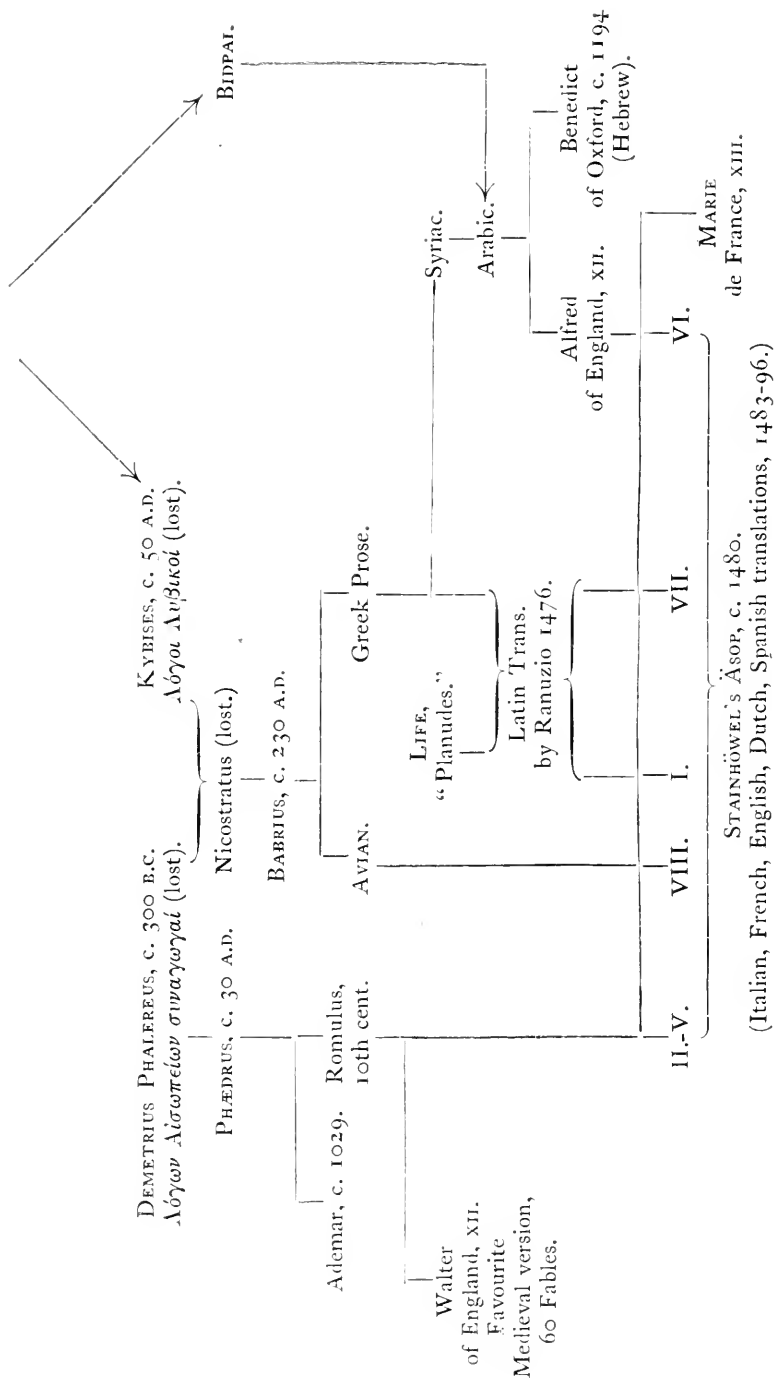 BIDPAI.
DEMETRIUS PHALEREUS, c. 300 B.C.
Λόγων Αἰσωπείων συναγωγαί (lost).
KYBISES, c. 50 A.D.
Λόγοι Λυβικοί (lost).
PHÆDRUS, c. 30 A.D.
Nicostratus (lost.)
BABRIUS, c. 230 A.D.
Ademar, c. 1029.
Romulus,
10th cent.
AVIAN.
Greek Prose.
Syriac.
Arabic.
LIFE,
“Planudes.”
Walter
of England, XII.
Favourite
Medieval version,
60 Fables.
Latin Trans.
by Ranuzio 1476.
Alfred
of England, XII.
Benedict
of Oxford, c. 1194
(Hebrew).
II.-V.
VIII.
I.
VII.
VI.
MARIE
de France, XIII.
STAINHÖWEL'S ÄSOP, c. 1480.
(Italian, French, English, Dutch, Spanish translations, 1483-96.)